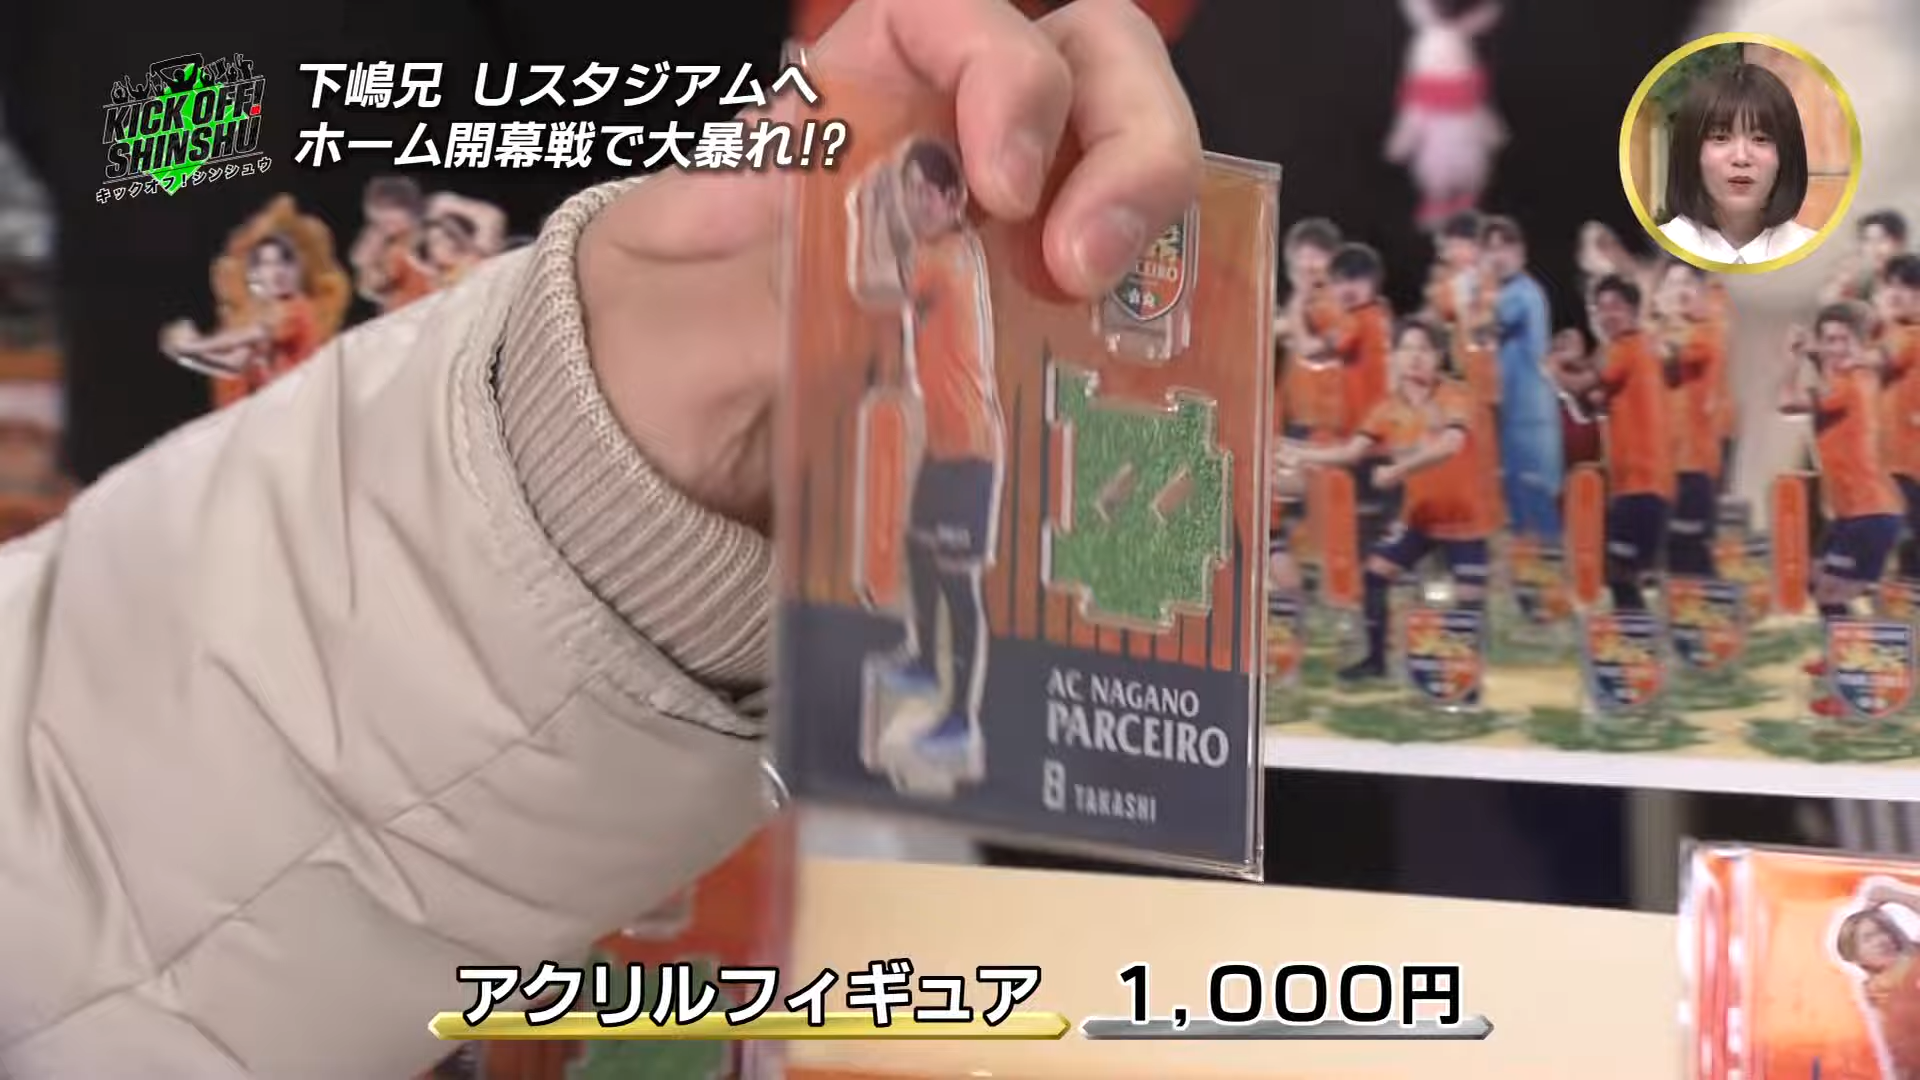 KICK OFF!
SHINSHU
キックオフ!シンシュウ
下嶋兄 Uスタジアムへ
ホーム開幕戦で大暴れ!?
AC NAGANO
PARCEIRO
8 TAKASHI
アクリルフィギュア 1,000円